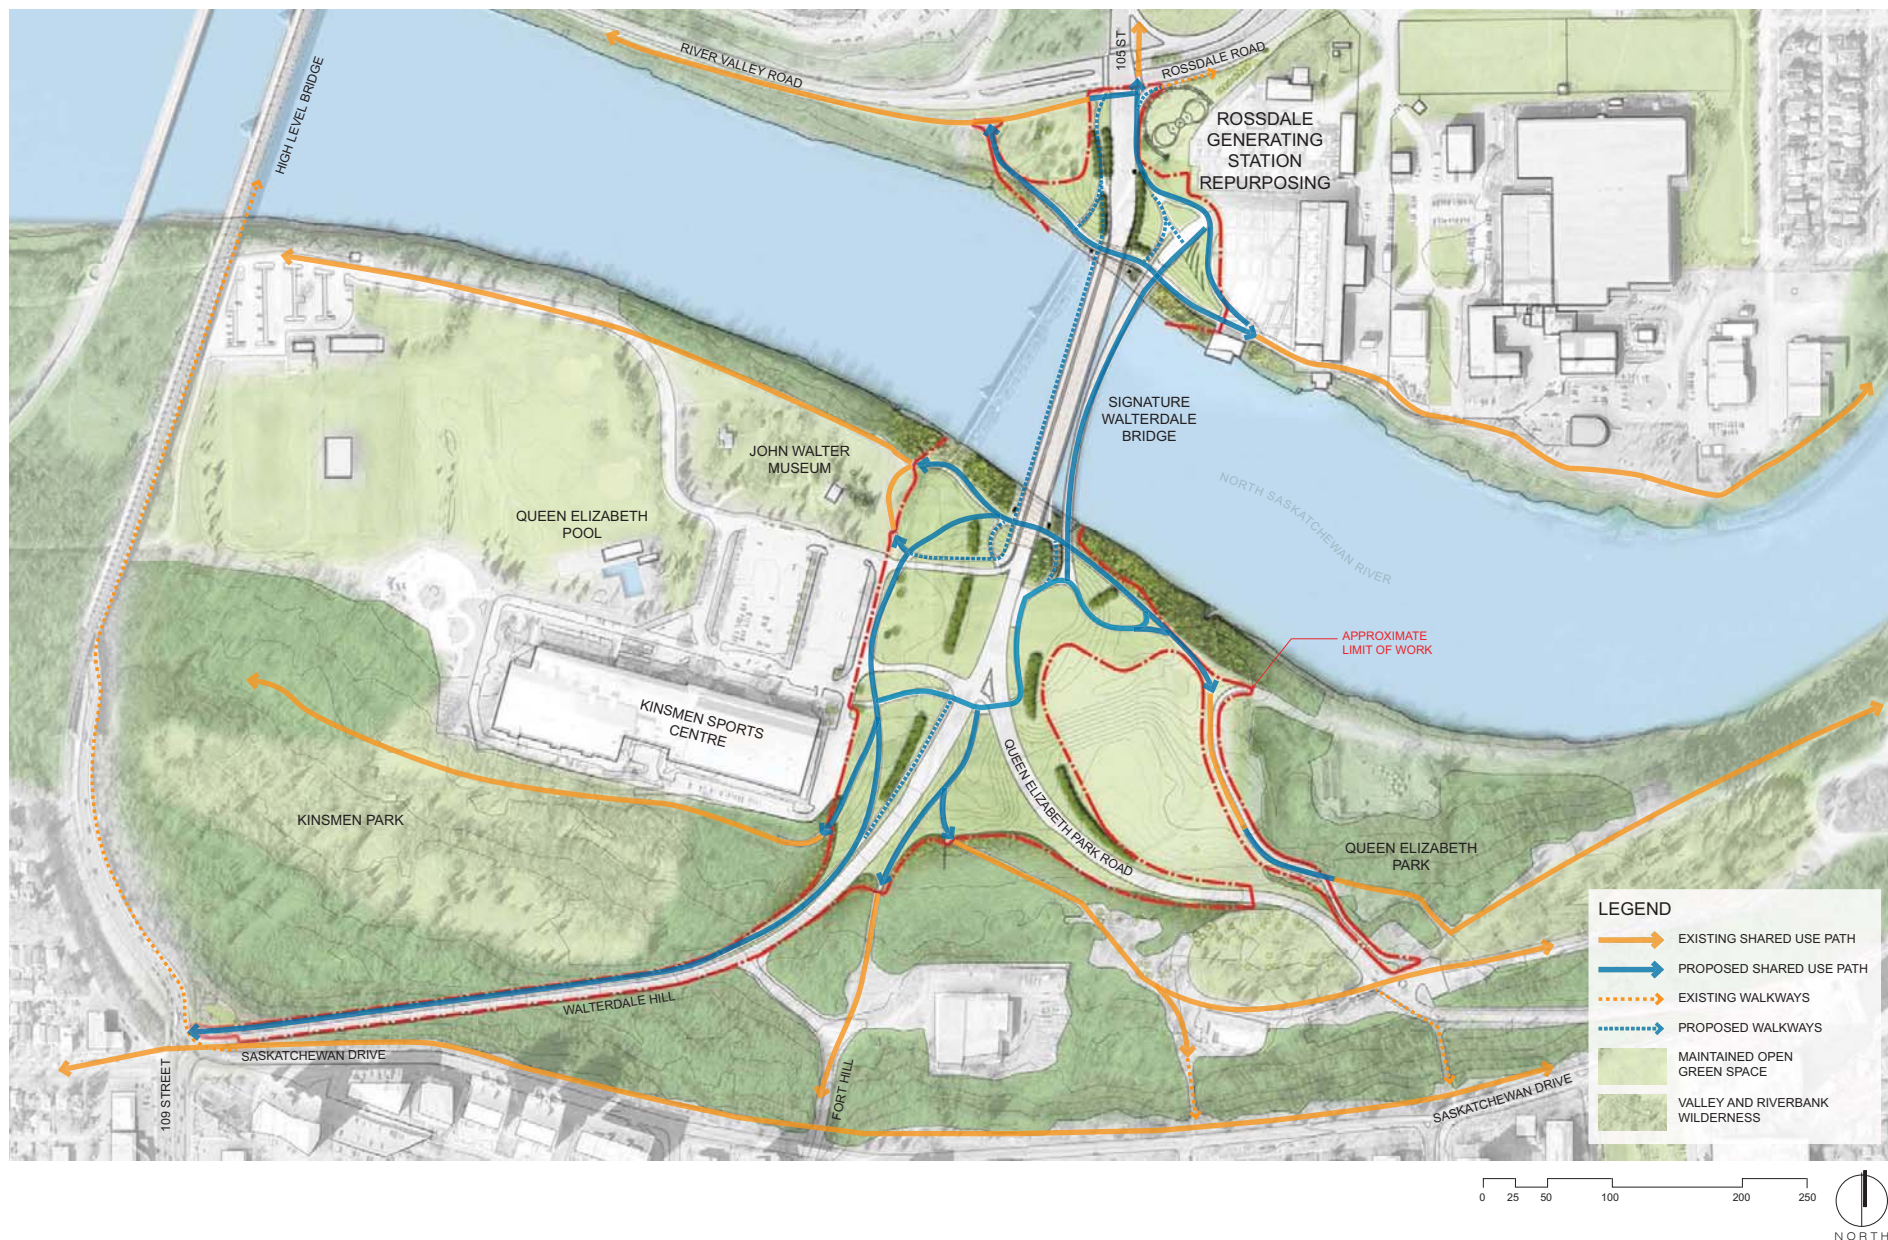 RIVER VALLEY ROAD
105 ST
ROSSDALE ROAD
HIGH LEVEL BRIDGE
ROSSDALE
GENERATING
STATION
REPURPOSING
SIGNATURE
WALTERDALE
BRIDGE
JOHN WALTER
MUSEUM
NORTH SASKATCHEWAN RIVER
QUEEN ELIZABETH
POOL
APPROXIMATE
LIMIT OF WORK
KINSMEN SPORTS
CENTRE
QUEEN ELIZABETH PARK ROAD
KINSMEN PARK
QUEEN ELIZABETH
PARK
WALTERDALE HILL
SASKATCHEWAN DRIVE
109 STREET
FORT HILL
SASKATCHEWAN DRIVE
LEGEND
EXISTING SHARED USE PATH
PROPOSED SHARED USE PATH
EXISTING WALKWAYS
PROPOSED WALKWAYS
MAINTAINED OPEN
GREEN SPACE
VALLEY AND RIVERBANK
WILDERNESS
0 25 50 100 200 250
NORTH